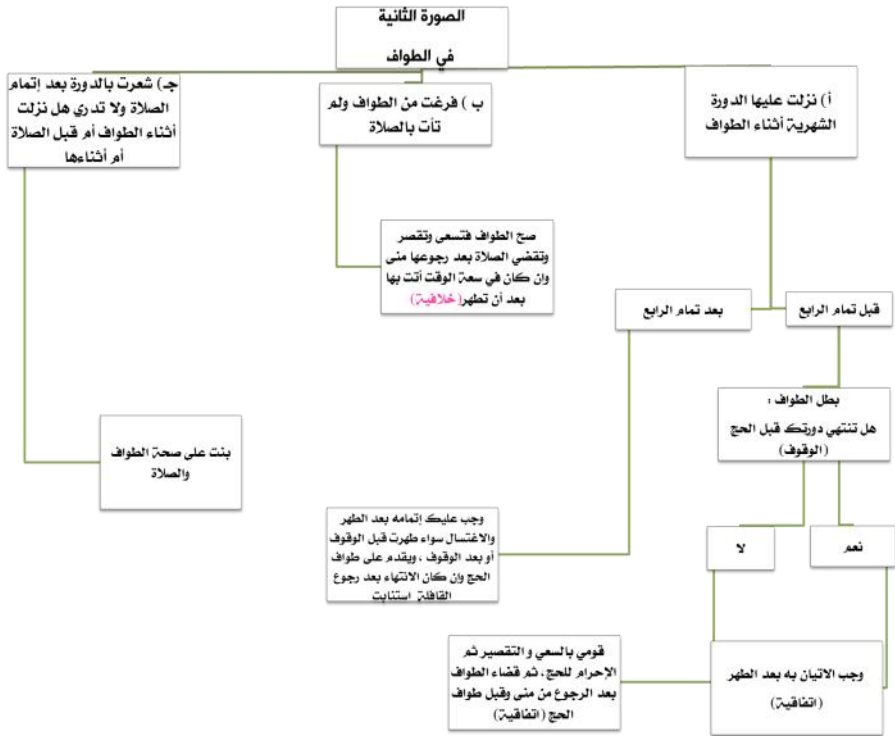 الصورة الثانية
في الطواف
أ) نزلت عليها الدورة
الشهرية أثناء الطواف
ب ) فرغت من الطواف ولم
تأت بالصلاة
جـ) شعرت بالدورة بعد إتمام
الصلاة ولا تدري هل نزلت
أثناء الطواف أم قبل الصلاة
أم أثناءها
صح الطواف فتسعى وتقصر
وتقضي الصلاة بعد رجوعها منى
وان كان في سعة الوقت أتت بها
بعد أن تطهر(خلافية)
قبل تمام الرابع
بعد تمام الرابع
بطل الطواف :
هل تنتهي دورتك قبل الحج
(الوقوف)
بنت على صحة الطواف
والصلاة
وجب عليك إتمامه بعد الطهر
والاغتسال سواء طهرت قبل الوقوف
أو بعد الوقوف ، ويقدم على طواف
الحج وان كان الانتهاء بعد رجوع
القافلة استنابت
نعم
لا
وجب الاتيان به بعد الطهر
(اتفاقية)
قومي بالسعي و التقصير ثم
الإحرام للحج، ثم قضاء الطواف
بعد الرجوع من منى وقبل طواف
الحج (اتفاقية)